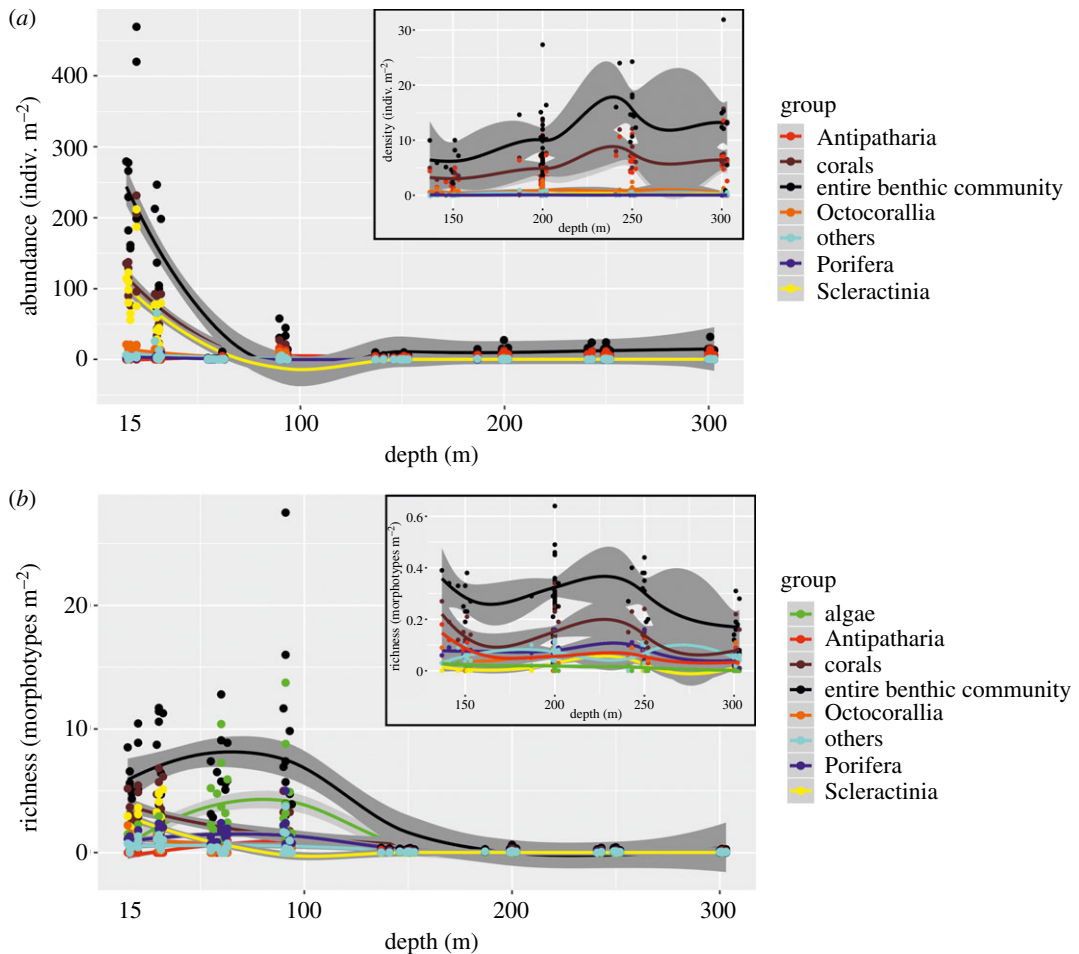 (a)
abundance (indiv. m−2)
400
300
200
100
0
15
100
200
300
depth (m)
density (indiv. m−2)
30
20
10
0
150
200
250
300
depth (m)
group
Antipatharia
corals
entire benthic community
Octocorallia
others
Porifera
Scleractinia
(b)
richness (morphotypes m−2)
20
10
0
15
100
200
300
depth (m)
richness (morphotypes m−2)
0.6
0.4
0.2
0
150
200
250
300
depth (m)
group
algae
Antipatharia
corals
entire benthic community
Octocorallia
others
Porifera
Scleractinia